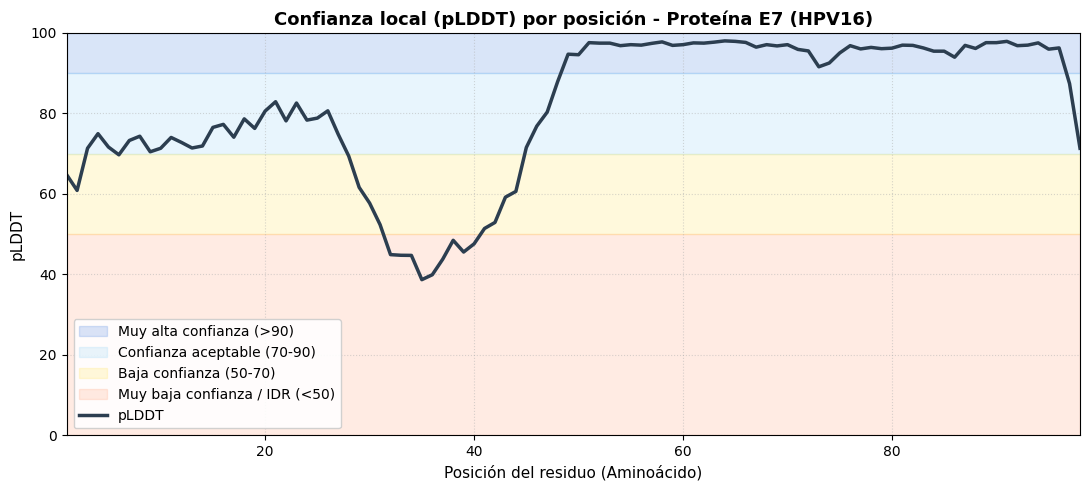 Confianza local (pLDDT) por posición - Proteína E7 (HPV16)
100
80
60
40
20
0
pLDDT
Muy alta confianza (>90)
Confianza aceptable (70-90)
Baja confianza (50-70)
Muy baja confianza / IDR (<50)
pLDDT
20
40
60
80
Posición del residuo (Aminoácido)